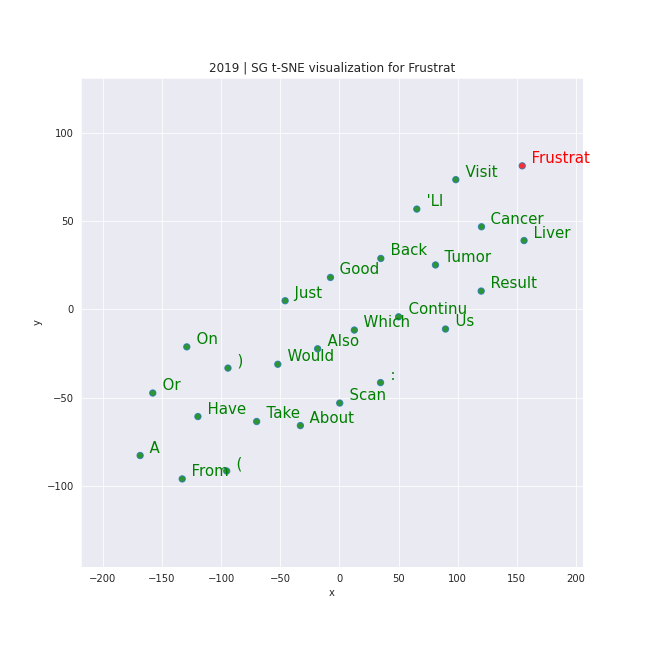 2019 | SG t-SNE visualization for Frustrat
100
50
0
−50
−100
y
Frustrat
Visit
'Ll
Cancer
Liver
Back
Tumor
Good
Result
Just
Continu
Which
Us
On
Also
Would
)
:
Or
Scan
Have
Take
About
A
From
(
−200
−150
−100
−50
0
50
100
150
200
x